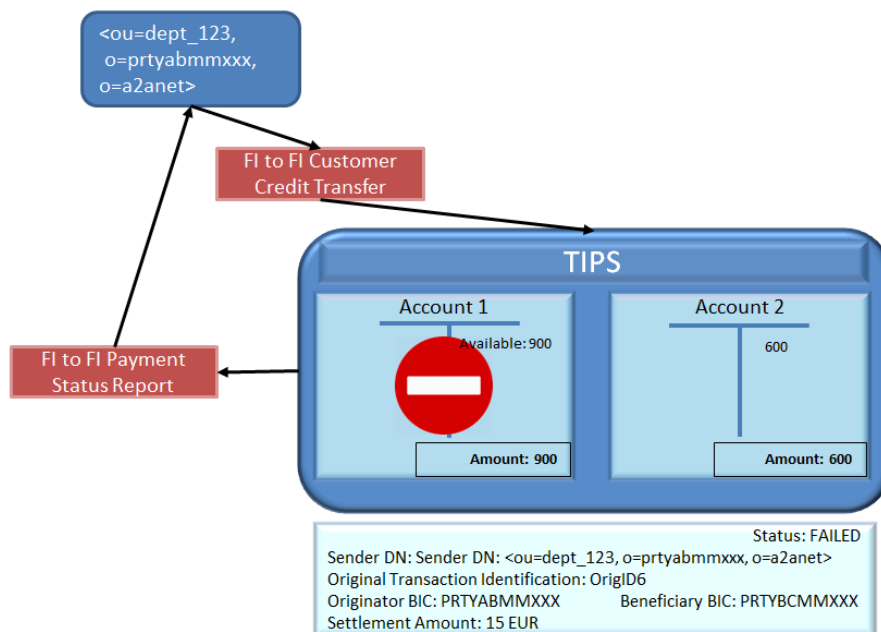 <ou=dept_123,
o=prtyabmmxxx,
o=a2anet>
FI to FI Customer
Credit Transfer
TIPS
Account 1
Available: 900
Amount: 900
Account 2
600
Amount: 600
FI to FI Payment
Status Report
Status: FAILED
Sender DN: Sender DN: <ou=dept_123, o=prtyabmmxxx, o=a2anet>
Original Transaction Identification: OrigID6
Originator BIC: PRTYABMMXXX Beneficiary BIC: PRTYBCMMXXX
Settlement Amount: 15 EUR